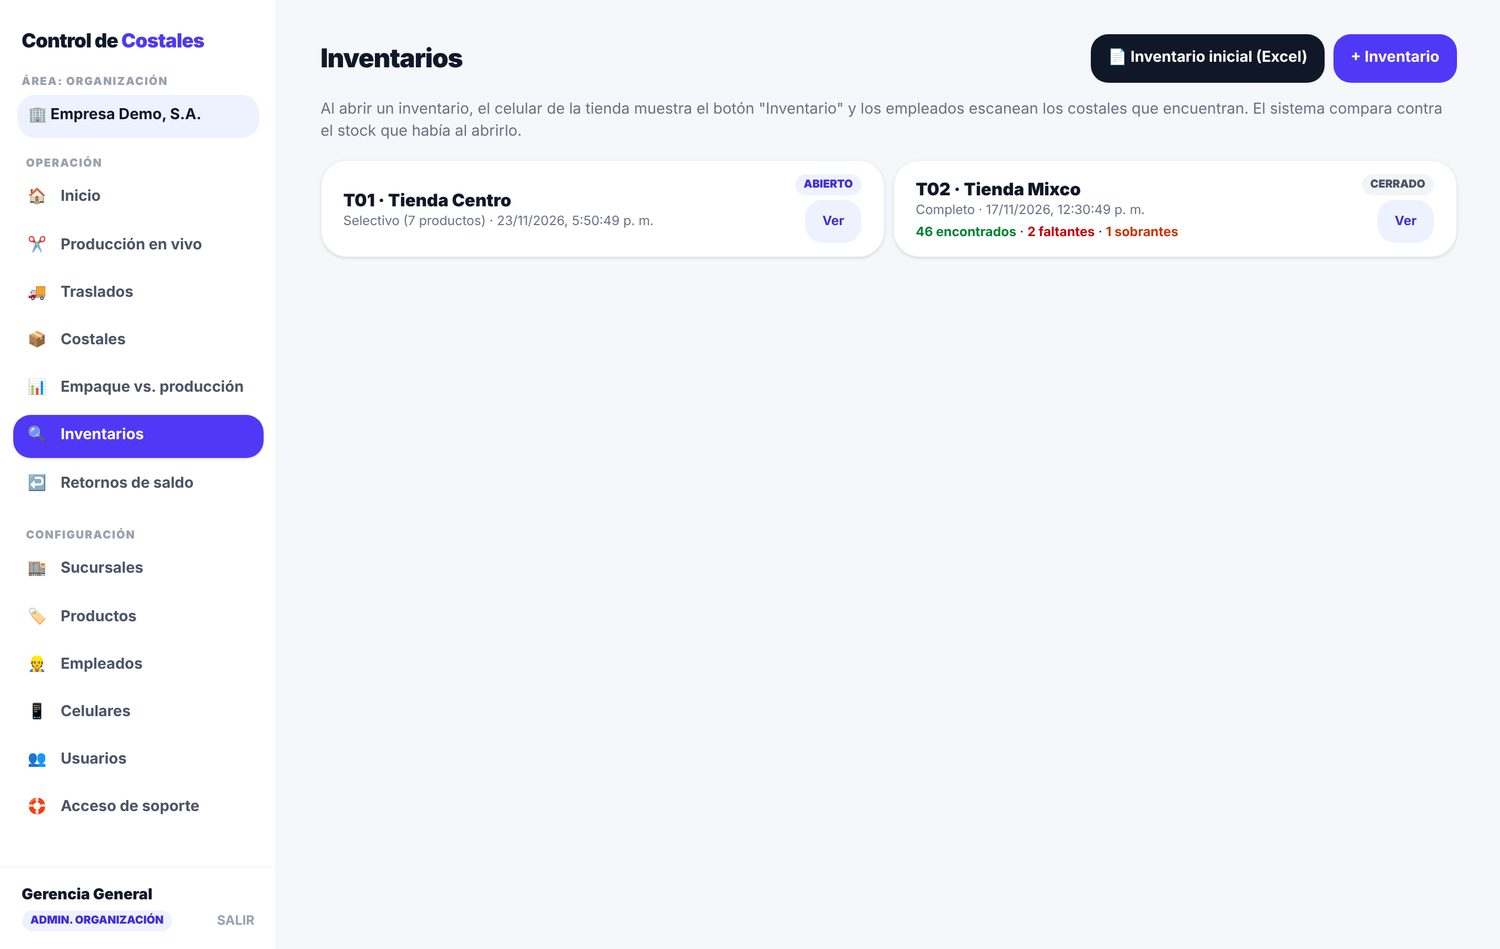 Control de Costales
ÁREA: ORGANIZACIÓN
🏢 Empresa Demo, S.A.
OPERACIÓN
Inicio
Producción en vivo
Traslados
Costales
Empaque vs. producción
Inventarios
Retornos de saldo
CONFIGURACIÓN
Sucursales
Productos
Empleados
Celulares
Usuarios
Acceso de soporte
Gerencia General
ADMIN. ORGANIZACIÓN
SALIR
Inventarios
Inventario inicial (Excel)
+ Inventario
Al abrir un inventario, el celular de la tienda muestra el botón "Inventario" y los empleados escanean los costales que encuentran. El sistema compara contra
el stock que había al abrirlo.
T01 · Tienda Centro
Selectivo (7 productos) · 23/11/2026, 5:50:49 p. m.
ABIERTO
Ver
T02 · Tienda Mixco
Completo · 17/11/2026, 12:30:49 p. m.
46 encontrados · 2 faltantes · 1 sobrantes
CERRADO
Ver